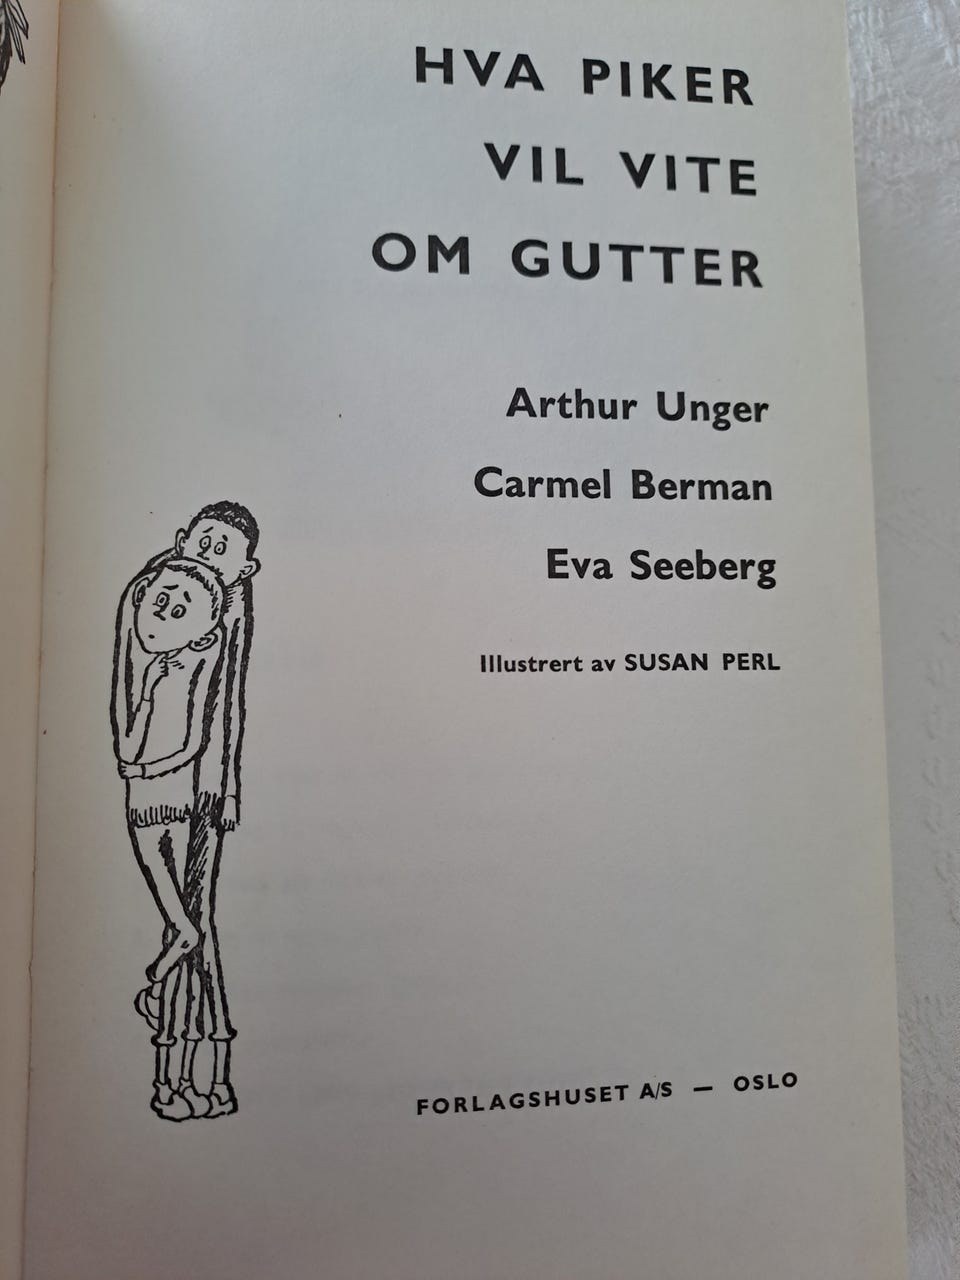 HVA PIKER
VIL VITE
OM GUTTER
Arthur Unger
Carmel Berman
Eva Seeberg
Illustrert av SUSAN PERL
FORLAGSHUSET A/S — OSLO